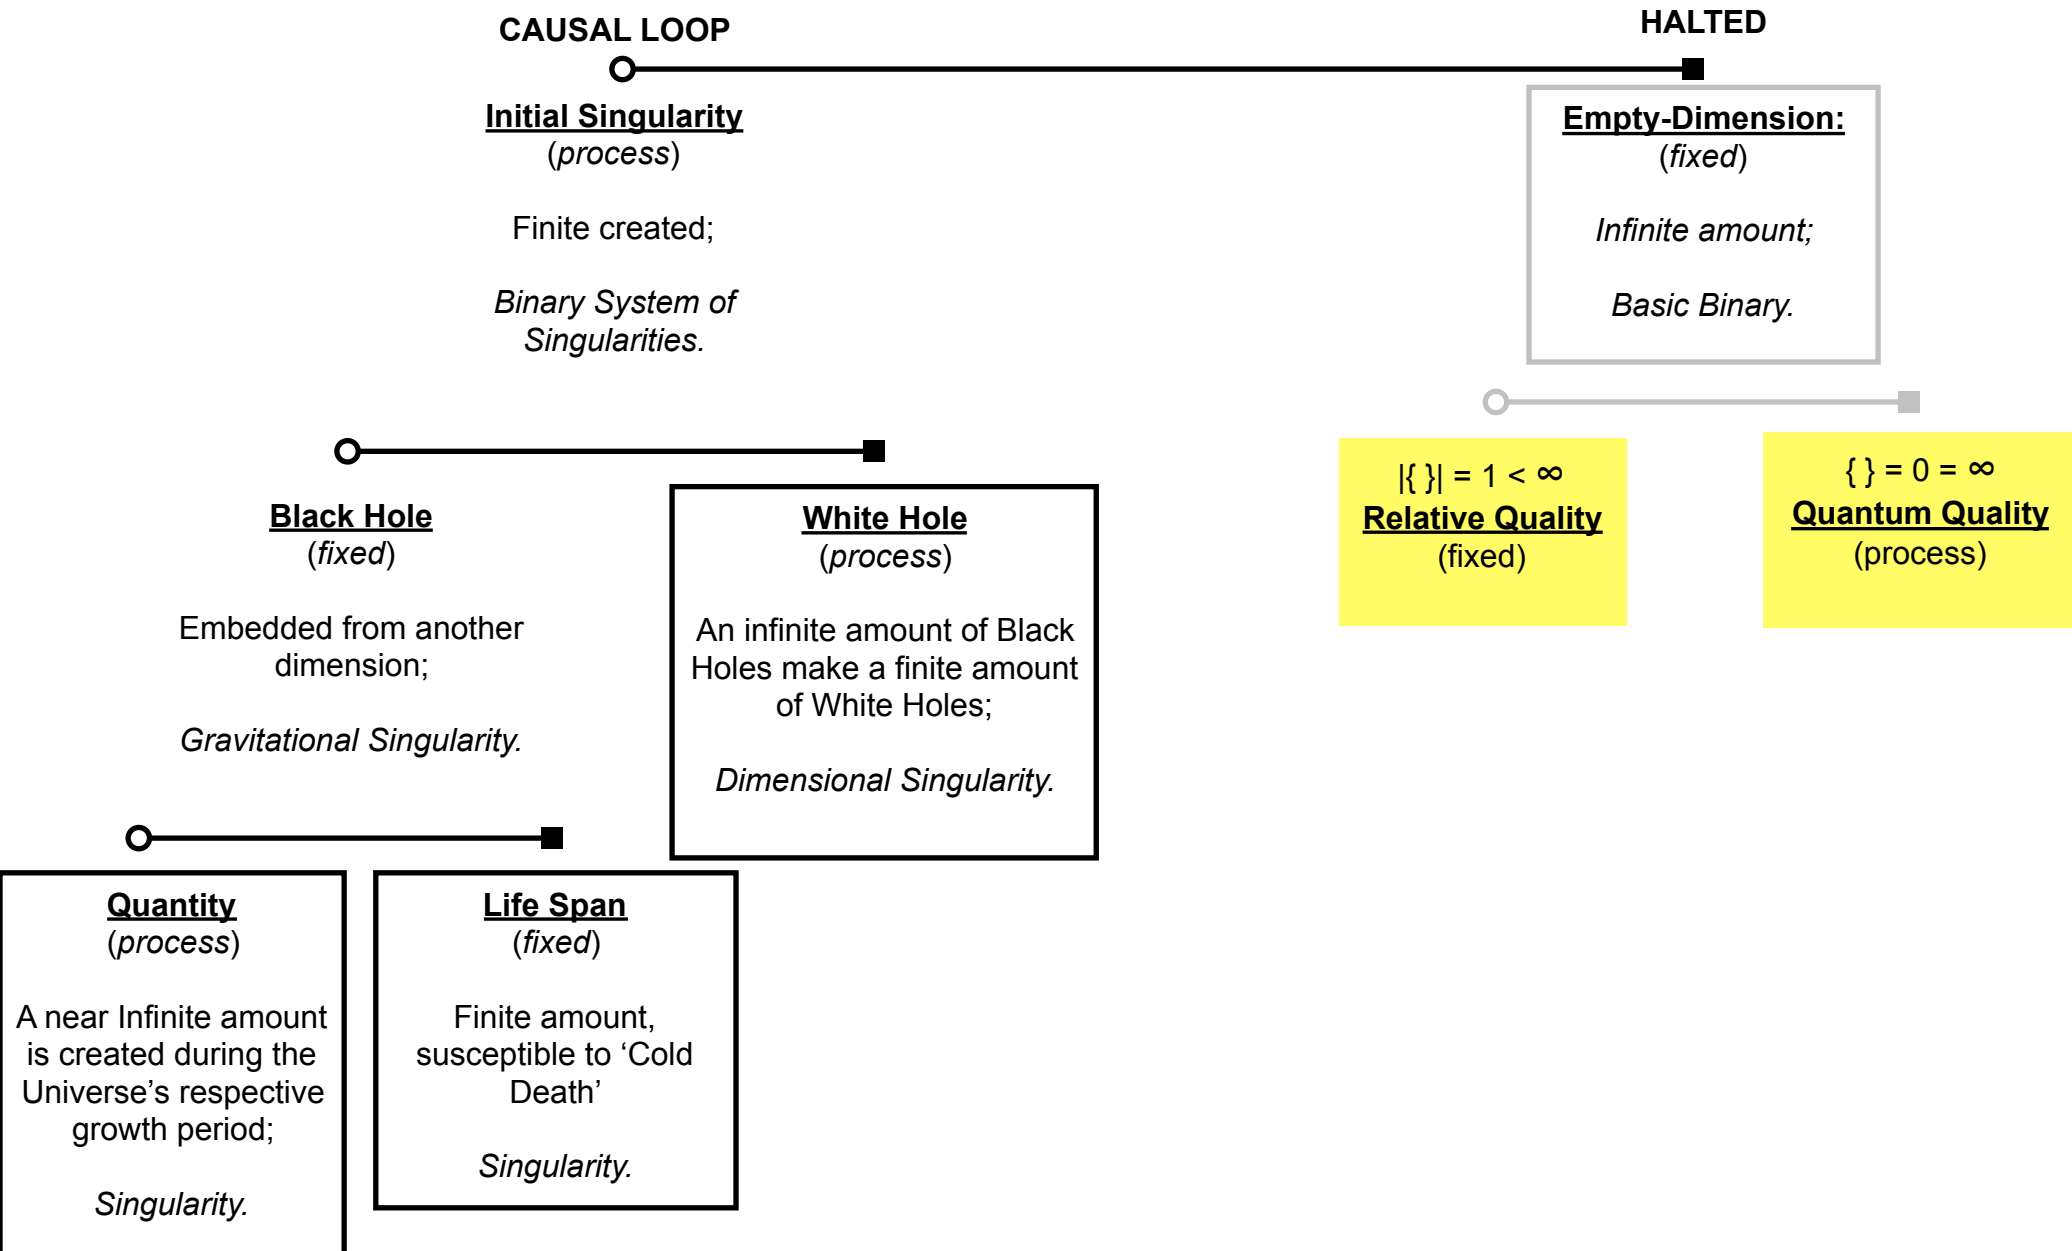 CAUSAL LOOP
HALTED
Initial Singularity
(process)
Finite created;
Binary System of
Singularities.
Empty-Dimension:
(fixed)
Infinite amount;
Basic Binary.
Black Hole
(fixed)
Embedded from another
dimension;
Gravitational Singularity.
White Hole
(process)
An infinite amount of Black
Holes make a finite amount
of White Holes;
Dimensional Singularity.
|{ }| = 1 < ∞
Relative Quality
(fixed)
{ } = 0 = ∞
Quantum Quality
(process)
Quantity
(process)
A near Infinite amount
is created during the
Universe’s respective
growth period;
Singularity.
Life Span
(fixed)
Finite amount,
susceptible to ‘Cold
Death’
Singularity.